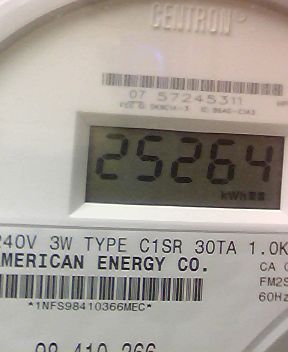 CENTRON®
07 57245311
25264
kWh
240V 3W TYPE C1SR 30TA 1.0K
AMERICAN ENERGY CO.
CA
FM2S
60Hz
*1NFS98410366MEC*
98 410 366